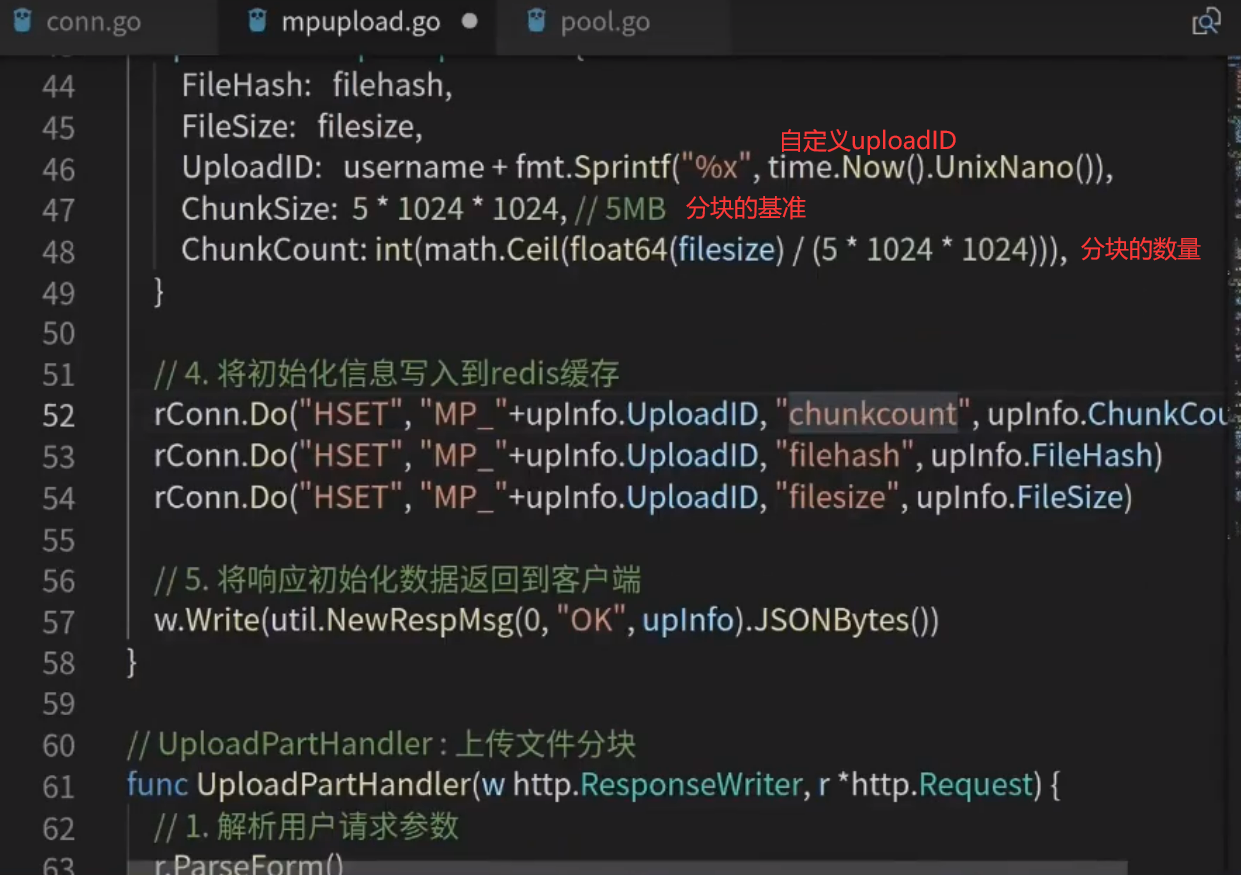 conn.go mpupload.go pool.go
44 FileHash: filehash,
45 FileSize: filesize,
自定义uploadID
46 UploadID: username + fmt.Sprintf("%x", time.Now().UnixNano()),
47 ChunkSize: 5 * 1024 * 1024, // 5MB 分块的基准
48 ChunkCount: int(math.Ceil(float64(filesize) / (5 * 1024 * 1024))), 分块的数量
49 }
50
51 // 4. 将初始化信息写入到redis缓存
52 rConn.Do("HSET", "MP_"+upInfo.UploadID, "chunkcount", upInfo.ChunkCou
53 rConn.Do("HSET", "MP_"+upInfo.UploadID, "filehash", upInfo.FileHash)
54 rConn.Do("HSET", "MP_"+upInfo.UploadID, "filesize", upInfo.FileSize)
55
56 // 5. 将响应初始化数据返回到客户端
57 w.Write(util.NewRespMsg(0, "OK", upInfo).JSONBytes())
58 }
59
60 // UploadPartHandler : 上传文件分块
61 func UploadPartHandler(w http.ResponseWriter, r *http.Request) {
62 // 1. 解析用户请求参数
63 r.ParseForm()